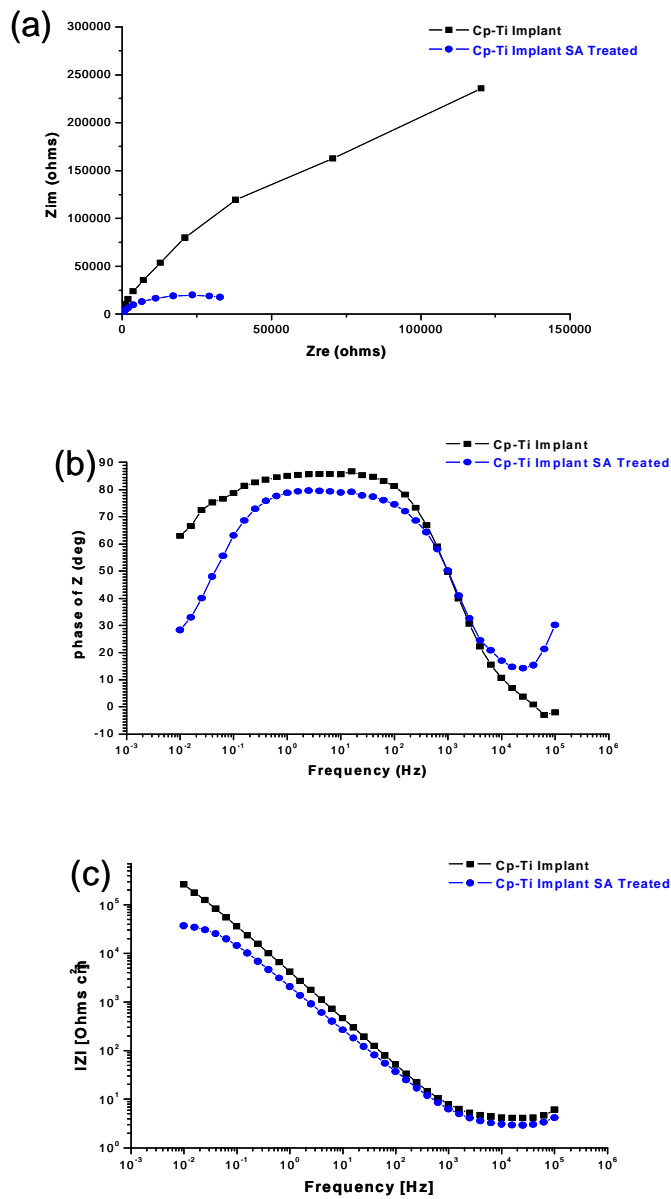 (a)
Cp-Ti Implant
Cp-Ti Implant SA Treated
300000
250000
200000
150000
100000
50000
0
Zim (ohms)
0 50000 100000 150000
Zre (ohms)
(b)
Cp-Ti Implant
Cp-Ti Implant SA Treated
90
80
70
60
50
40
30
20
10
0
-10
phase of Z (deg)
10⁻³ 10⁻² 10⁻¹ 10⁰ 10¹ 10² 10³ 10⁴ 10⁵ 10⁶
Frequency (Hz)
(c)
Cp-Ti Implant
Cp-Ti Implant SA Treated
10⁵
10⁴
10³
10²
10¹
10⁰
IZI [Ohms cm²]
10⁻³ 10⁻² 10⁻¹ 10⁰ 10¹ 10² 10³ 10⁴ 10⁵ 10⁶
Frequency [Hz]